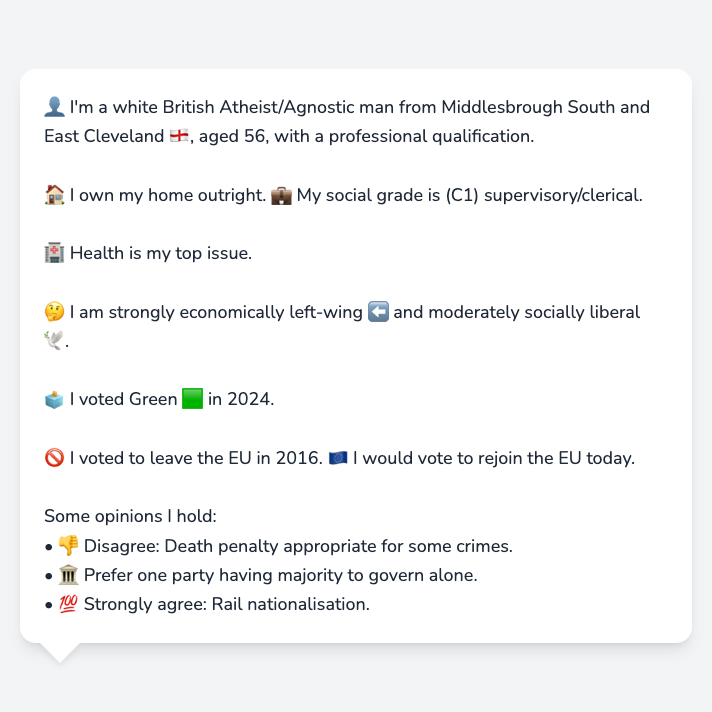 👤 I'm a white British Atheist/Agnostic man from Middlesbrough South and
East Cleveland 🏴󠁧󠁢󠁥󠁮󠁧󠁿, aged 56, with a professional qualification.
🏠 I own my home outright. 💼 My social grade is (C1) supervisory/clerical.
🏥 Health is my top issue.
🤔 I am strongly economically left-wing ⬅️ and moderately socially liberal
🕊️.
🗳️ I voted Green 🟩 in 2024.
🚫 I voted to leave the EU in 2016. 🇪🇺 I would vote to rejoin the EU today.
Some opinions I hold:
• 👎 Disagree: Death penalty appropriate for some crimes.
• 🏛️ Prefer one party having majority to govern alone.
• 💯 Strongly agree: Rail nationalisation.